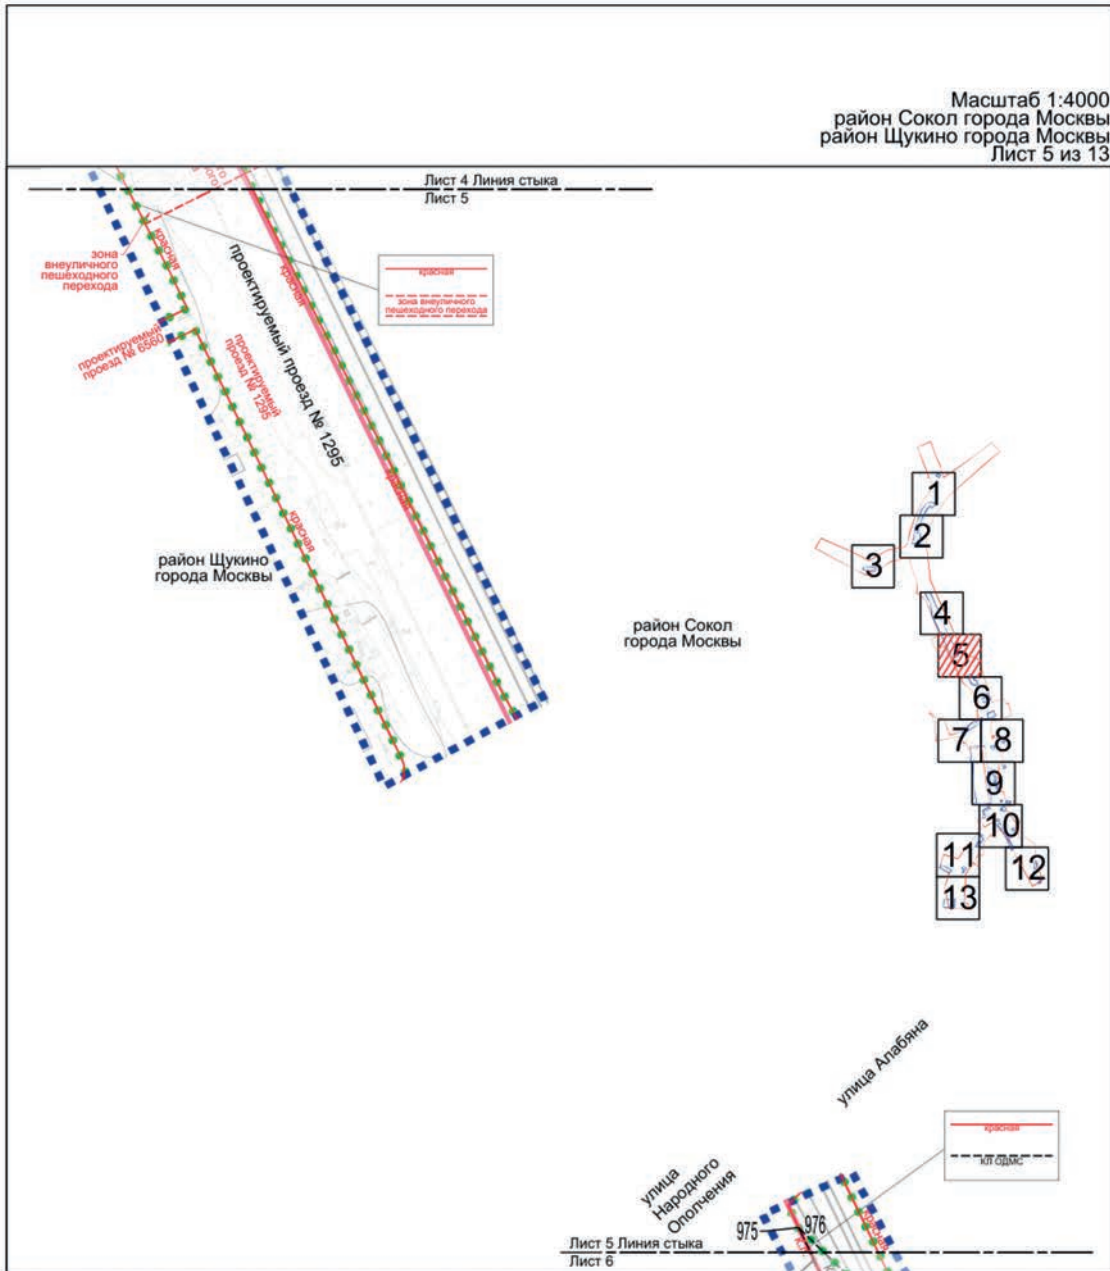 Масштаб 1:4000
район Сокол города Москвы
район Щукино города Москвы
Лист 5 из 13
Лист 4 Линия стыка
Лист 5
зона
внеуличного
пешеходного
перехода
красная
красная
зона внеуличного
пешеходного перехода
красная
проектируемый проезд № 1295
проектируемый
проезд № 6560
проектируемый
проезд № 1295
красная
красная
район Щукино
города Москвы
район Сокол
города Москвы
1
2
3
4
5
6
7
8
9
10
11
12
13
улица Алабяна
красная
КЛ ОДМС
улица
Народного
Ополчения
975
976
красная
Лист 5 Линия стыка
Лист 6